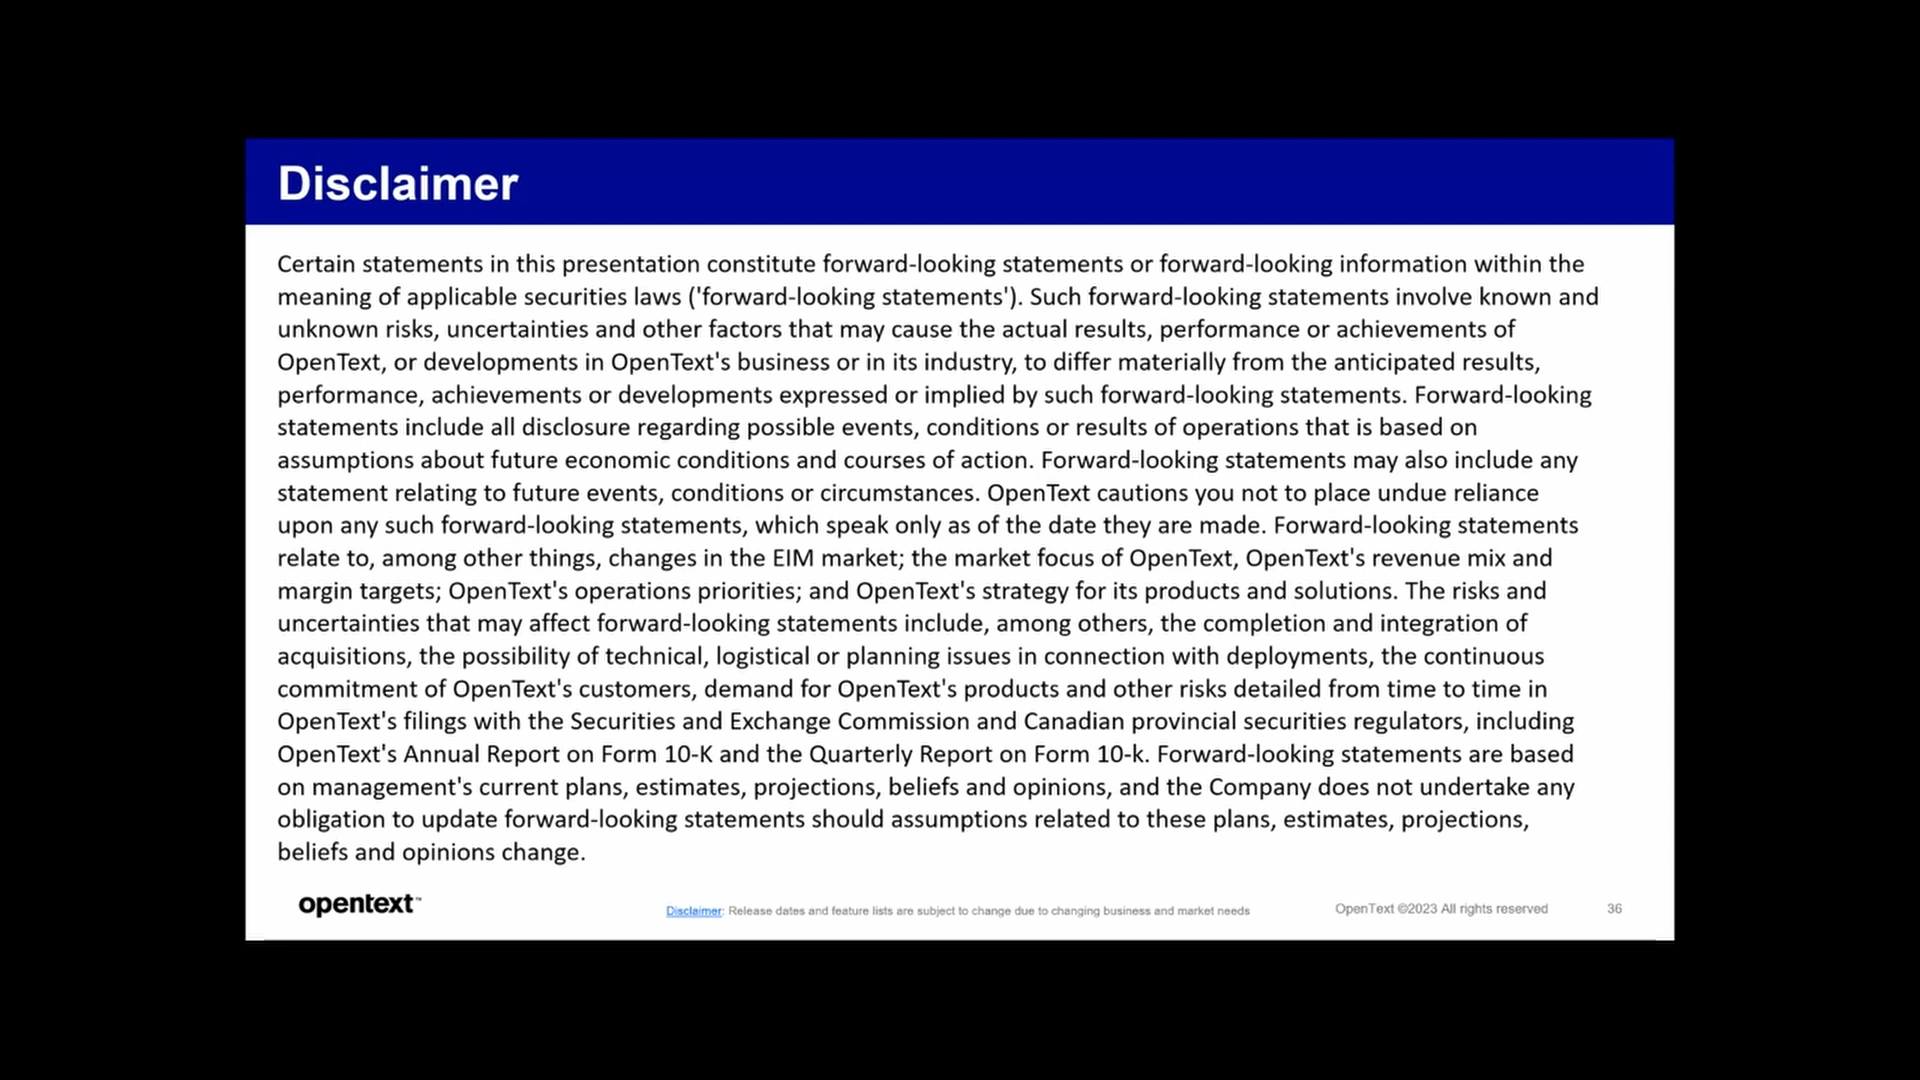 Disclaimer
Certain statements in this presentation constitute forward-looking statements or forward-looking information within the
meaning of applicable securities laws ('forward-looking statements'). Such forward-looking statements involve known and
unknown risks, uncertainties and other factors that may cause the actual results, performance or achievements of
OpenText, or developments in OpenText's business or in its industry, to differ materially from the anticipated results,
performance, achievements or developments expressed or implied by such forward-looking statements. Forward-looking
statements include all disclosure regarding possible events, conditions or results of operations that is based on
assumptions about future economic conditions and courses of action. Forward-looking statements may also include any
statement relating to future events, conditions or circumstances. OpenText cautions you not to place undue reliance
upon any such forward-looking statements, which speak only as of the date they are made. Forward-looking statements
relate to, among other things, changes in the EIM market; the market focus of OpenText, OpenText's revenue mix and
margin targets; OpenText's operations priorities; and OpenText's strategy for its products and solutions. The risks and
uncertainties that may affect forward-looking statements include, among others, the completion and integration of
acquisitions, the possibility of technical, logistical or planning issues in connection with deployments, the continuous
commitment of OpenText's customers, demand for OpenText's products and other risks detailed from time to time in
OpenText's filings with the Securities and Exchange Commission and Canadian provincial securities regulators, including
OpenText's Annual Report on Form 10-K and the Quarterly Report on Form 10-k. Forward-looking statements are based
on management's current plans, estimates, projections, beliefs and opinions, and the Company does not undertake any
obligation to update forward-looking statements should assumptions related to these plans, estimates, projections,
beliefs and opinions change.
opentext™
Disclaimer: Release dates and feature lists are subject to change due to changing business and market needs
OpenText ©2023 All rights reserved
36